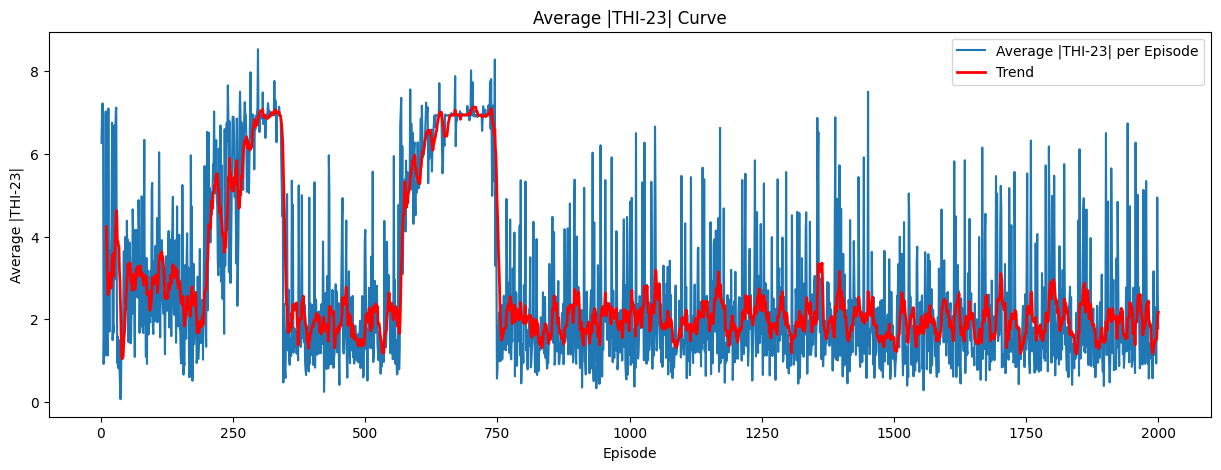 Average |THI-23| Curve
Average |THI-23| per Episode
Trend
Average |THI-23|
8
6
4
2
0
0 250 500 750 1000 1250 1500 1750 2000
Episode